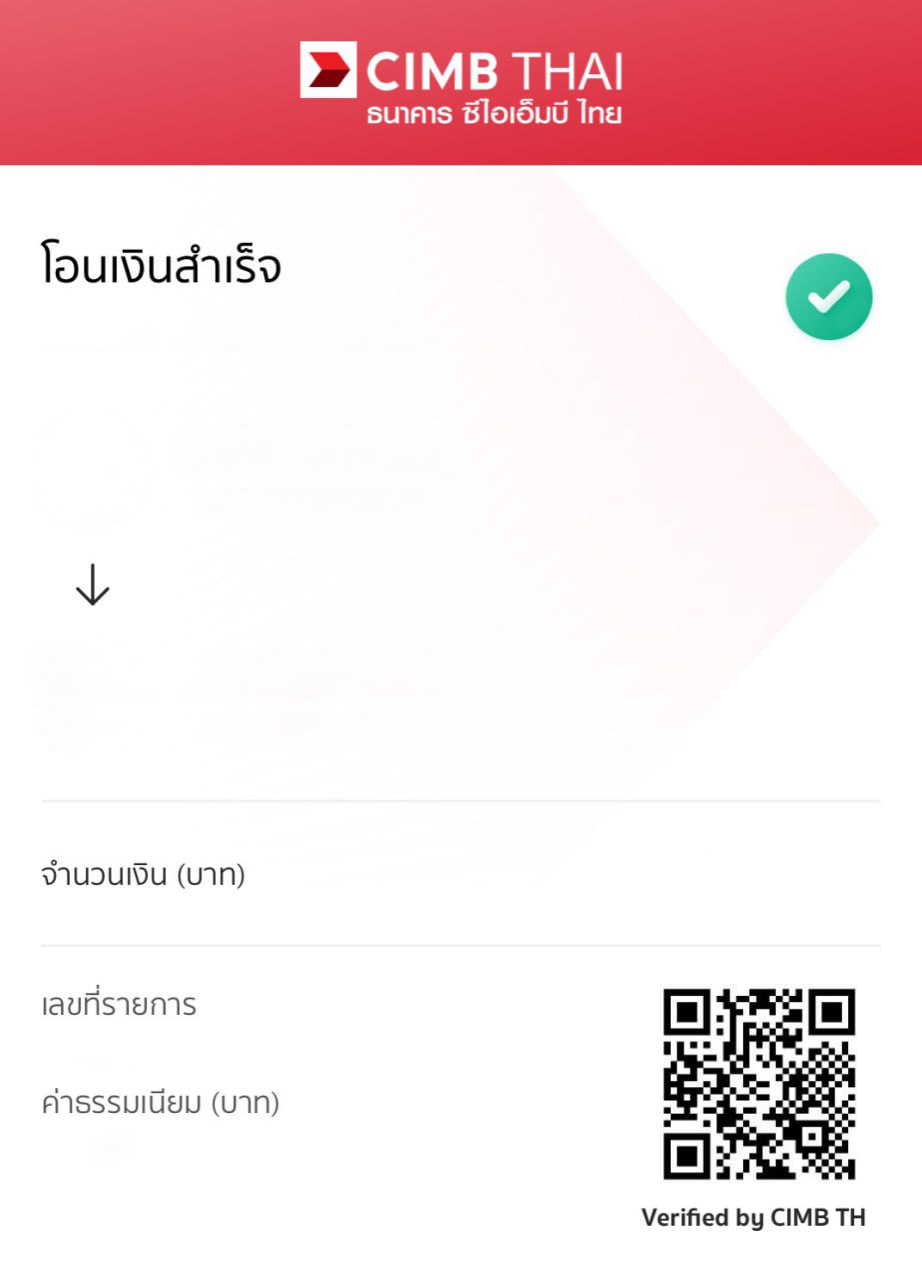 CIMB THAI
ธนาคาร ซีไอเอ็มบี ไทย
โอนเงินสำเร็จ
จำนวนเงิน (บาท)
เลขที่รายการ
ค่าธรรมเนียม (บาท)
Verified by CIMB TH